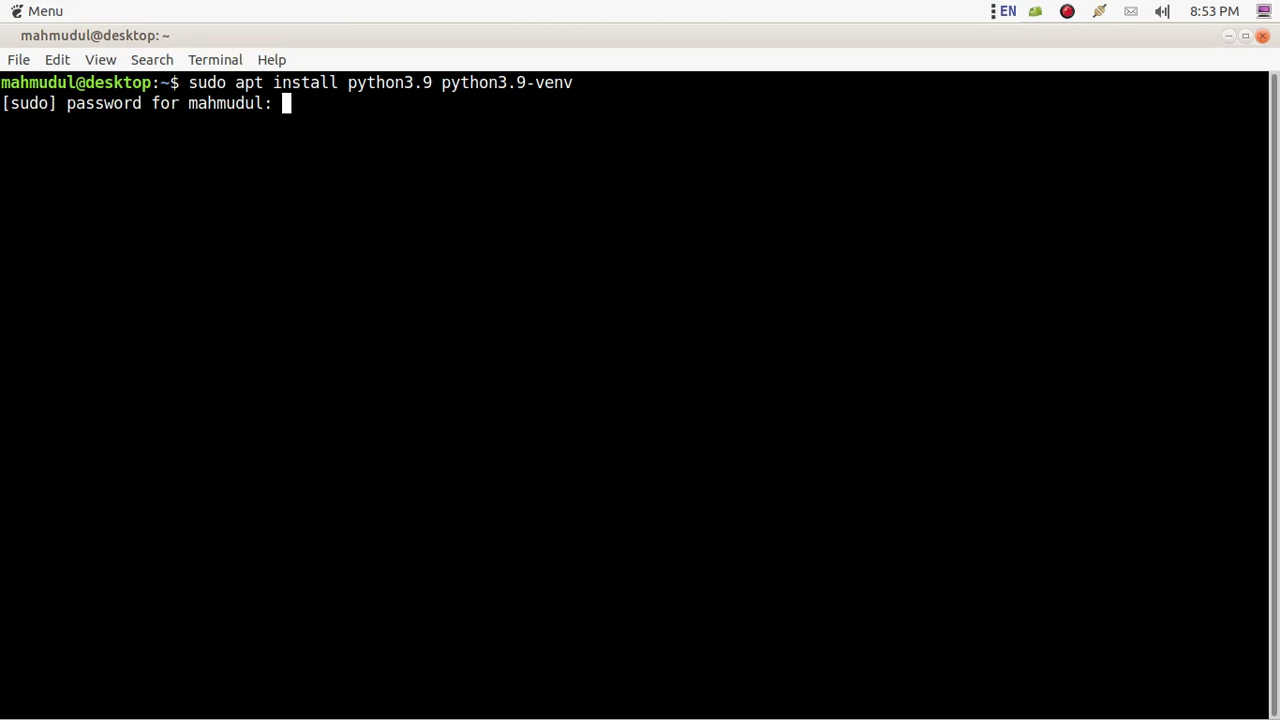 Menu EN 8:53 PM
mahmudul@desktop: ~
File Edit View Search Terminal Help
mahmudul@desktop:~$ sudo apt install python3.9 python3.9-venv
[sudo] password for mahmudul: